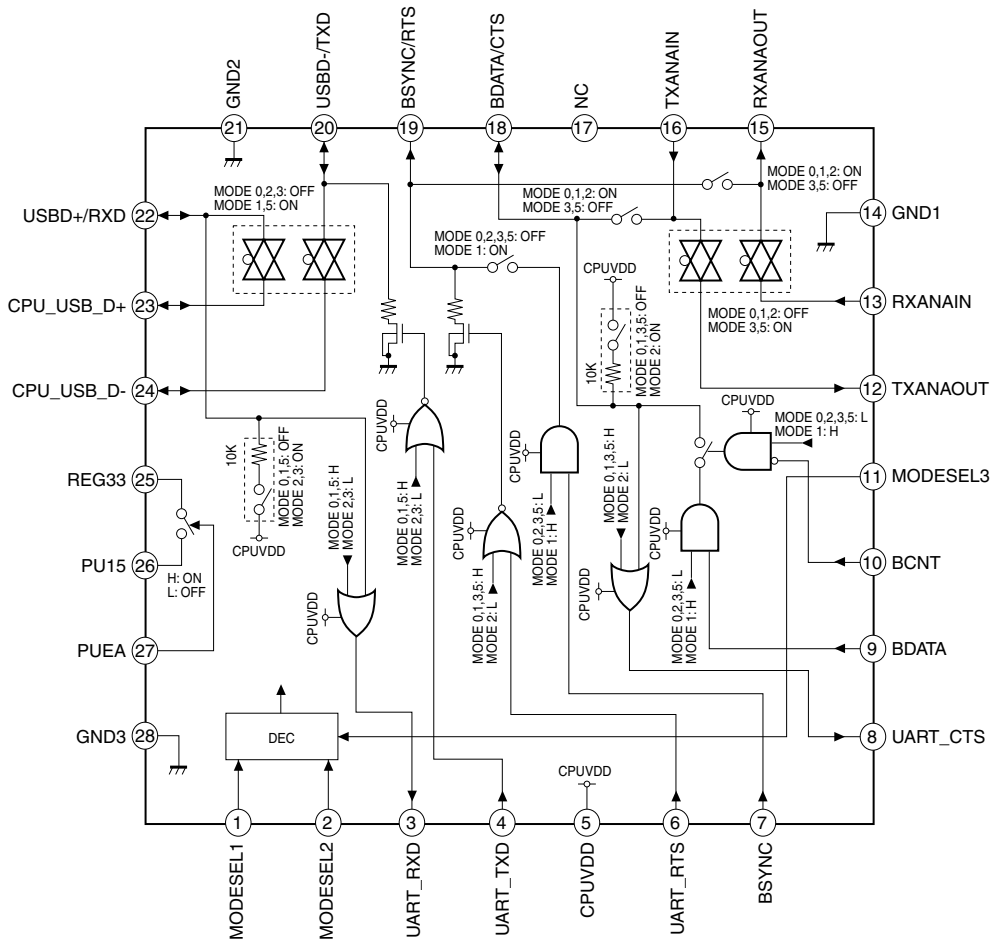 GND2
USBD-/TXD
BSYNC/RTS
BDATA/CTS
NC
TXANAIN
RXANAOUT
21
20
19
18
17
16
15
MODE 0,2,3: OFF
MODE 1,5: ON
MODE 0,1,2: ON
MODE 3,5: OFF
MODE 0,1,2: ON
MODE 3,5: OFF
USBD+/RXD
22
14
GND1
MODE 0,2,3,5: OFF
MODE 1: ON
CPUVDD
CPU_USB_D+
23
13
RXANAIN
MODE 0,1,2: OFF
MODE 3,5: ON
10K
MODE 0,1,3,5: OFF
MODE 2: ON
CPU_USB_D-
24
12
TXANAOUT
CPUVDD
CPUVDD
MODE 0,2,3,5: L
MODE 1: H
10K
MODE 0,1,5: OFF
MODE 2,3: ON
CPUVDD
CPUVDD
REG33
25
11
MODESEL3
MODE 0,1,5: H
MODE 2,3: L
MODE 0,1,5: H
MODE 2,3: L
MODE 0,1,3,5: H
MODE 2: L
CPUVDD
CPUVDD
PU15
26
H: ON
L: OFF
10
BCNT
MODE 0,2,3,5: L
MODE 1: H
CPUVDD
CPUVDD
MODE 0,1,3,5: H
MODE 2: L
MODE 0,2,3,5: L
MODE 1: H
PUEA
27
9
BDATA
GND3
28
DEC
8
UART_CTS
CPUVDD
1
2
3
4
5
6
7
MODESEL1
MODESEL2
UART_RXD
UART_TXD
CPUVDD
UART_RTS
BSYNC